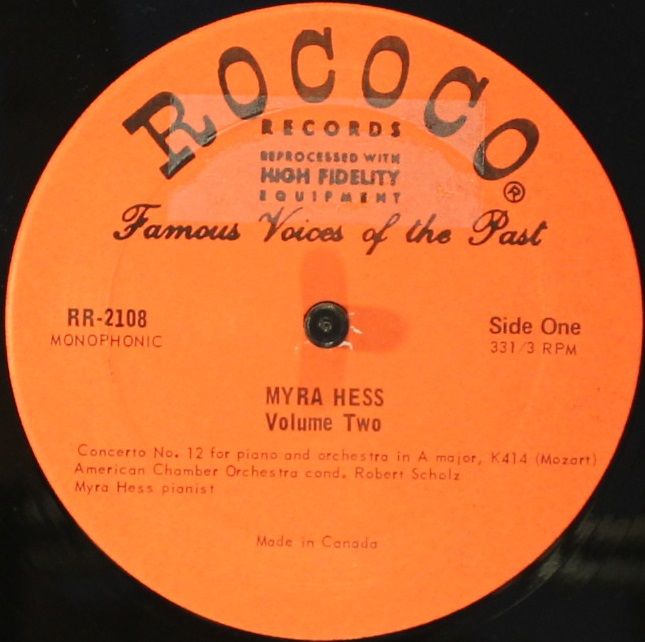 ROCOCO
RECORDS
REPROCESSED WITH
HIGH FIDELITY
EQUIPMENT
®
Famous Voices of the Past
RR-2108
MONOPHONIC
Side One
331/3 RPM
MYRA HESS
Volume Two
Concerto No. 12 for piano and orchestra in A major, K414 (Mozart)
American Chamber Orchestra cond. Robert Scholz
Myra Hess pianist
Made in Canada